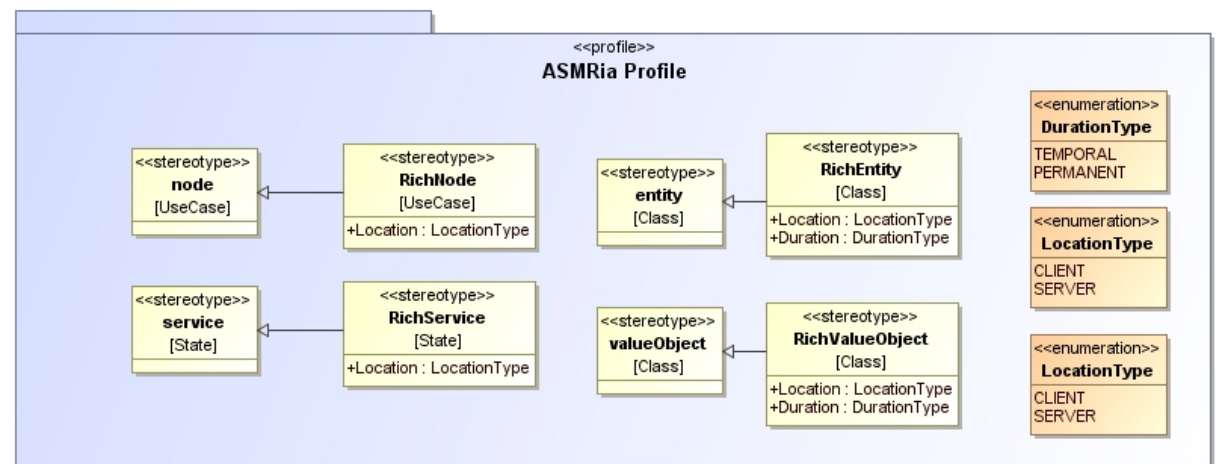 <<profile>>
ASMRia Profile
<<stereotype>>
node
[UseCase]
<<stereotype>>
RichNode
[UseCase]
+Location : LocationType
<<stereotype>>
entity
[Class]
<<stereotype>>
RichEntity
[Class]
+Location : LocationType
+Duration : DurationType
<<enumeration>>
DurationType
TEMPORAL
PERMANENT
<<stereotype>>
service
[State]
<<stereotype>>
RichService
[State]
+Location : LocationType
<<stereotype>>
valueObject
[Class]
<<stereotype>>
RichValueObject
[Class]
+Location : LocationType
+Duration : DurationType
<<enumeration>>
LocationType
CLIENT
SERVER
<<enumeration>>
LocationType
CLIENT
SERVER